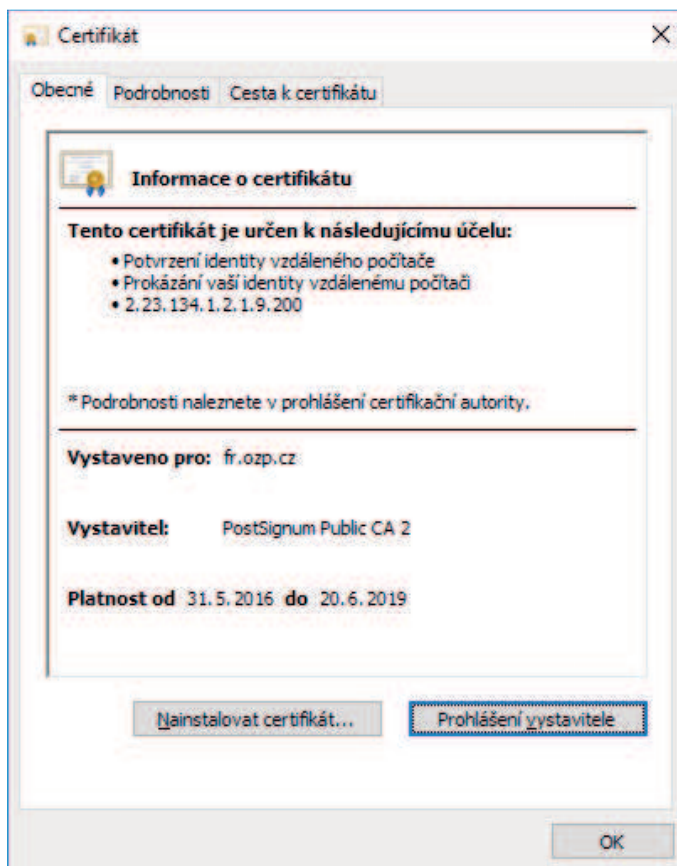 Certifikát
Obecné Podrobnosti Cesta k certifikátu
Informace o certifikátu
Tento certifikát je určen k následujícímu účelu:
• Potvrzení identity vzdáleného počítače
• Prokázání vaší identity vzdálenému počítači
• 2.23.134.1.2.1.9.200
* Podrobnosti naleznete v prohlášení certifikační autority.
Vystaveno pro: fr.ozp.cz
Vystavitel: PostSignum Public CA 2
Platnost od 31.5.2016 do 20.6.2019
Nainstalovat certifikát... Prohlášení vystavitele
OK